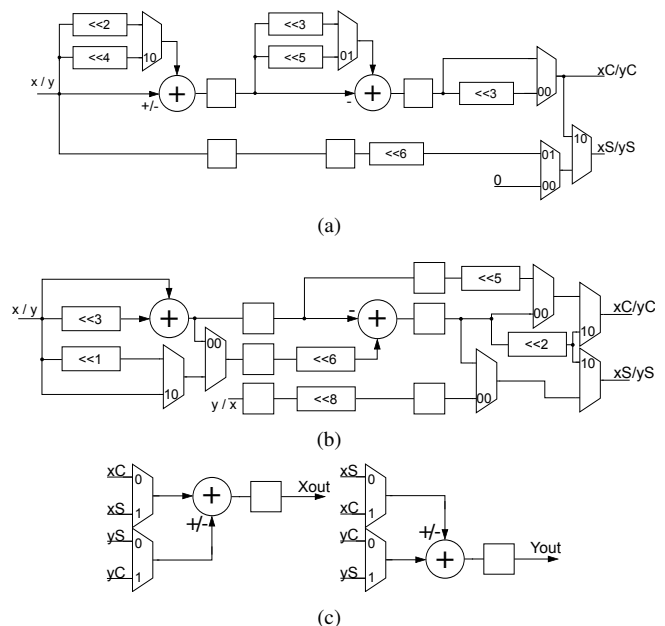 <<2
<<4
10
x / y
+/-
+
<<3
<<5
01
-
+
<<3
00
xC/yC
<<6
0
01
00
10
xS/yS
(a)
x / y
<<3
+
<<1
10
00
y / x
-
+
<<6
<<8
<<5
00
<<2
00
10
xC/yC
10
xS/yS
(b)
xC
0
xS
1
yS
0
yC
1
+
+/-
Xout
xS
0
xC
1
yC
0
yS
1
+/-
+
Yout
(c)